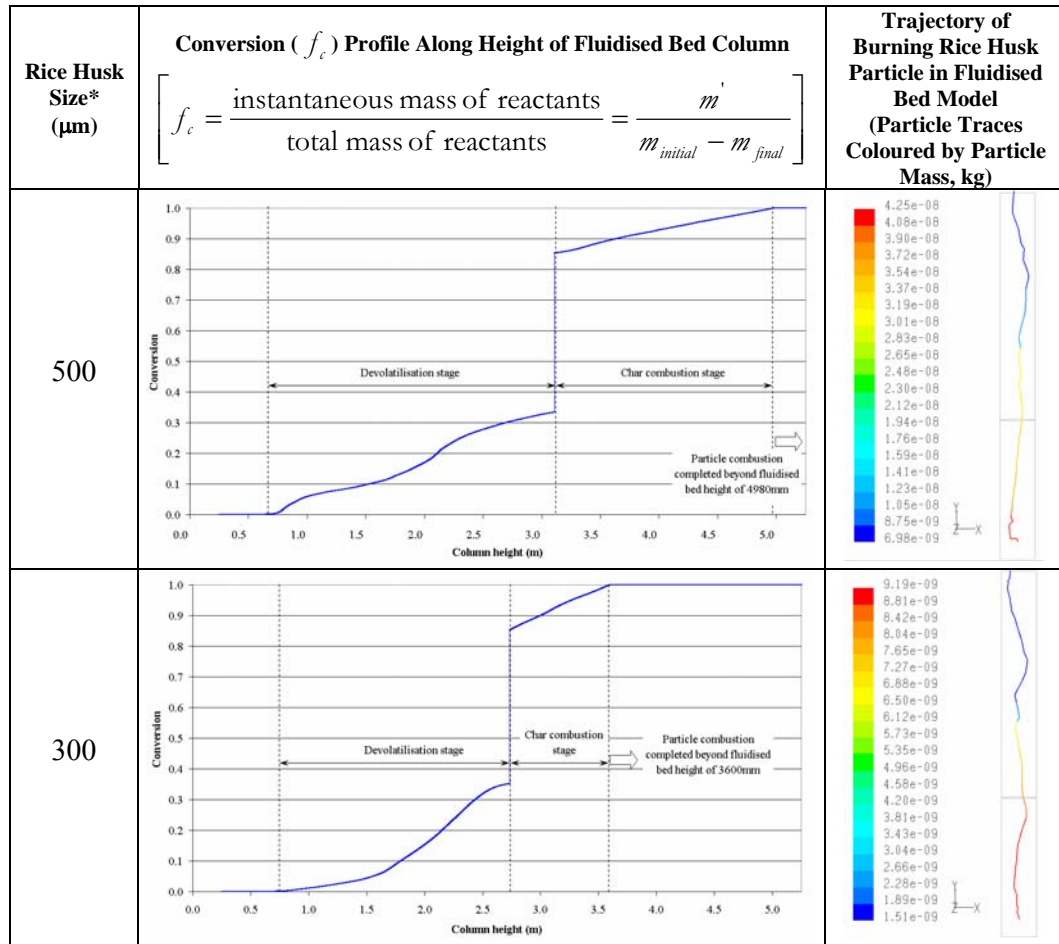 Rice Husk
Size*
(μm)
Conversion ( f_c ) Profile Along Height of Fluidised Bed Column
[ f_c = instantaneous mass of reactants / total mass of reactants = m' / (m_initial − m_final) ]
Trajectory of
Burning Rice Husk
Particle in Fluidised
Bed Model
(Particle Traces
Coloured by Particle
Mass, kg)
500
1.0
0.9
0.8
0.7
0.6
0.5
0.4
0.3
0.2
0.1
0.0
Conversion
Devolatilisation stage
Char combustion stage
Particle combustion
completed beyond fluidised
bed height of 4980mm
0.0 0.5 1.0 1.5 2.0 2.5 3.0 3.5 4.0 4.5 5.0
Column height (m)
4.25e-08
4.08e-08
3.90e-08
3.72e-08
3.54e-08
3.37e-08
3.19e-08
3.01e-08
2.83e-08
2.65e-08
2.48e-08
2.30e-08
2.12e-08
1.94e-08
1.76e-08
1.59e-08
1.41e-08
1.23e-08
1.05e-08
8.75e-09
6.98e-09
Y
Z X
300
1.0
0.9
0.8
0.7
0.6
0.5
0.4
0.3
0.2
0.1
0.0
Conversion
Devolatilisation stage
Char combustion
stage
Particle combustion
completed beyond fluidised
bed height of 3600mm
0.0 0.5 1.0 1.5 2.0 2.5 3.0 3.5 4.0 4.5 5.0
Column height (m)
9.19e-09
8.81e-09
8.42e-09
8.04e-09
7.65e-09
7.27e-09
6.88e-09
6.50e-09
6.12e-09
5.73e-09
5.35e-09
4.96e-09
4.58e-09
4.20e-09
3.81e-09
3.43e-09
3.04e-09
2.66e-09
2.28e-09
1.89e-09
1.51e-09
Y
Z X